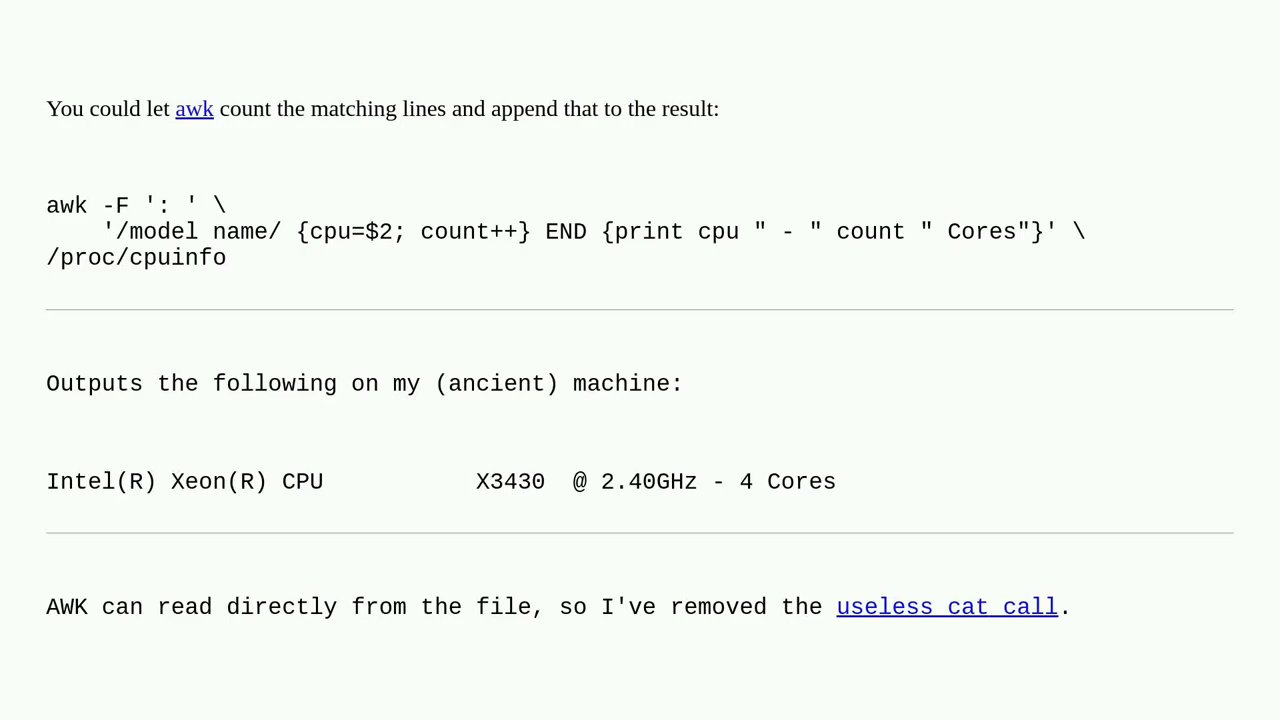 You could let awk count the matching lines and append that to the result:
awk -F ': ' \
    '/model name/ {cpu=$2; count++} END {print cpu " - " count " Cores"}' \
/proc/cpuinfo
Outputs the following on my (ancient) machine:
Intel(R) Xeon(R) CPU           X3430  @ 2.40GHz - 4 Cores
AWK can read directly from the file, so I've removed the useless cat call.